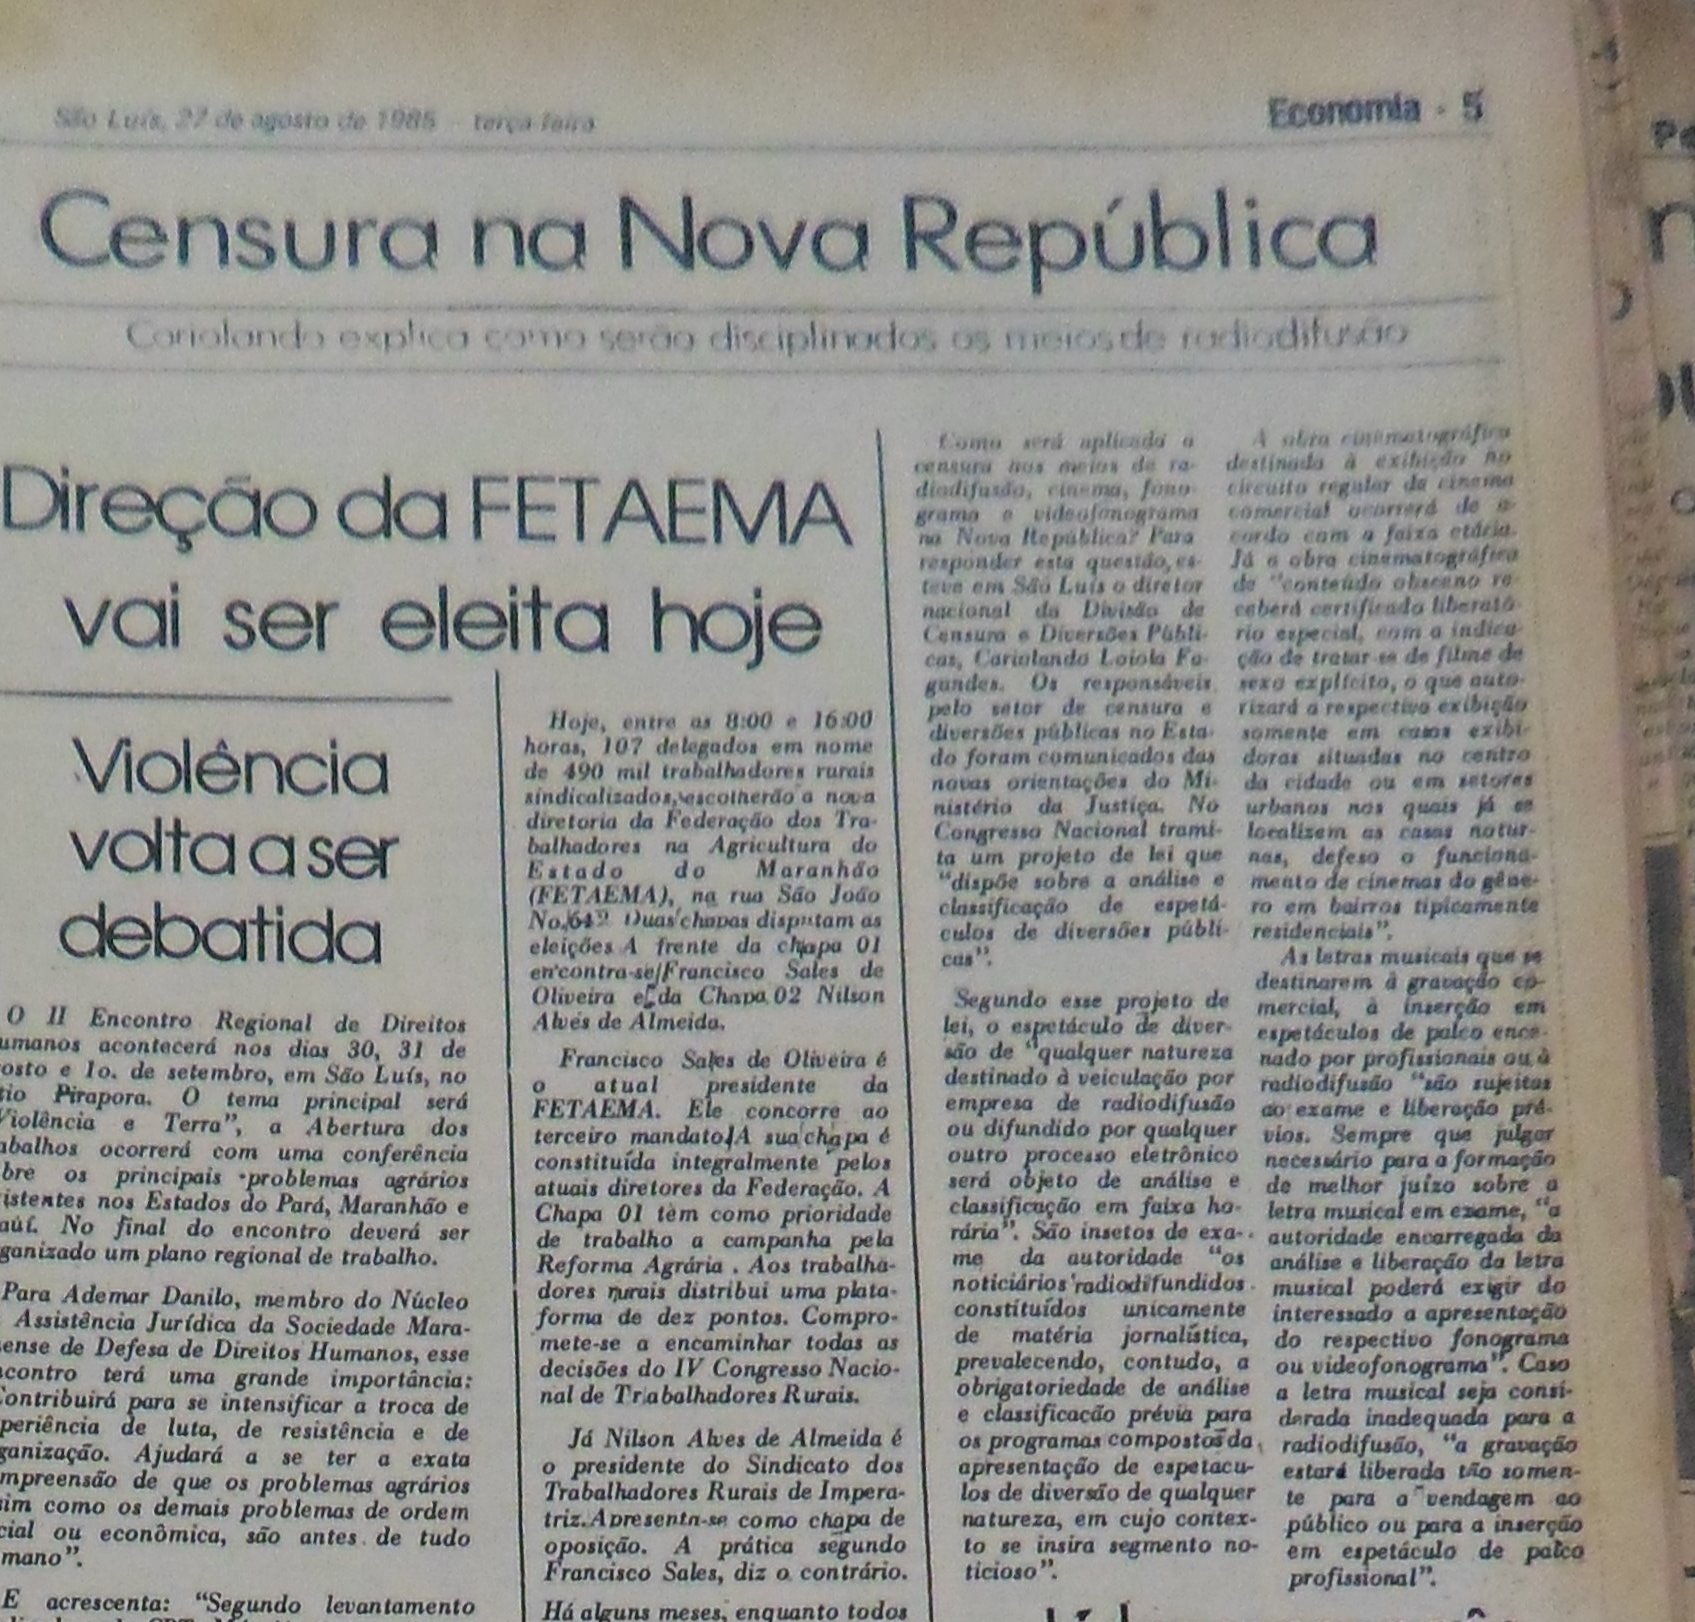 São Luís, 27 de agosto de 1985 - terça feira
Economia - 5
Censura na Nova República
Coriolando explica como serão disciplinados os meios de radiodifusão
Direção da FETAEMA
vai ser eleita hoje
Violência
volta a ser
debatida
O II Encontro Regional de Direitos
umanos acontecerá nos dias 30, 31 de
osto e 1o. de setembro, em São Luís, no
tio Pirapora. O tema principal será
Violência e Terra", a Abertura dos
abalhos ocorrerá com uma conferência
bre os principais problemas agrários
istentes nos Estados do Pará, Maranhão e
auí. No final do encontro deverá ser
ganizado um plano regional de trabalho.
Para Ademar Danilo, membro do Núcleo
Assistência Jurídica da Sociedade Mara-
ense de Defesa de Direitos Humanos, esse
contro terá uma grande importância:
Contribuirá para se intensificar a troca de
periência de luta, de resistência e de
ganização. Ajudará a se ter a exata
mpreensão de que os problemas agrários
sim como os demais problemas de ordem
cial ou econômica, são antes de tudo
mano".
E acrescenta: "Segundo levantamento
Hoje, entre as 8:00 e 16:00
horas, 107 delegados em nome
de 490 mil trabalhadores rurais
sindicalizados, escolherão a nova
diretoria da Federação dos Tra-
balhadores na Agricultura do
Estado do Maranhão
(FETAEMA), na rua São João
Duas chapas disputam as
eleições A frente da chapa 01
encontra-se Francisco Sales de
Oliveira e da Chapa 02 Nilson
Alves de Almeida.
Francisco Sales de Oliveira é
o atual presidente da
FETAEMA. Ele concorre ao
terceiro mandato. A sua chapa é
constituída integralmente pelos
atuais diretores da Federação. A
Chapa 01 tem como prioridade
de trabalho a campanha pela
Reforma Agrária . Aos trabalha-
dores rurais distribui uma plata-
forma de dez pontos. Compro-
mete-se a encaminhar todas as
decisões do IV Congresso Nacio-
nal de Trabalhadores Rurais.
Já Nilson Alves de Almeida é
o presidente do Sindicato dos
Trabalhadores Rurais de Impera-
triz. Apresenta-se como chapa de
oposição. A prática segundo
Francisco Sales, diz o contrário.
Há alguns meses, enquanto todos
Como será aplicada a
censura nos meios de ra-
diodifusão, cinema, fono-
grama e videofonograma
na Nova República? Para
responder esta questão, es-
teve em São Luís o diretor
nacional da Divisão de
Censura e Diversões Públi-
cas, Cariolando Loiola Fa-
gundes. Os responsáveis
pelo setor de censura e
diversões públicas no Esta-
do foram comunicados das
novas orientações do Mi-
nistério da Justiça. No
Congresso Nacional trami-
ta um projeto de lei que
"dispõe sobre a análise e
classificação de espetá-
culos de diversões públi-
cas".
Segundo esse projeto de
lei, o espetáculo de diver-
são de "qualquer natureza
destinado à veiculação por
empresa de radiodifusão
ou difundido por qualquer
outro processo eletrônico
será objeto de análise e
classificação em faixa ho-
rária". São insetos de exa-
me da autoridade "os
noticiários radiodifundidos
constituídos unicamente
de matéria jornalística,
prevalecendo, contudo, a
obrigatoriedade de análise
e classificacão prévia para
os programas compostos da
apresentação de espetacu-
los de diversão de qualquer
natureza, em cujo contex-
to se insira segmento no-
ticioso".
A obra cinematográfica
destinada à exibição no
circuito regular de cinema
comercial ocorrerá de a-
cordo com a faixa etária.
Já a obra cinematográfica
de "conteúdo obsceno re-
ceberá certificado liberató-
rio especial, com a indica-
ção de tratar-se de filme de
sexo explícito, o que auto-
rizará a respectiva exibição
somente em casas exibi-
doras situadas no centro
da cidade ou em setores
urbanos nos quais já se
localizem as casas notur-
nas, defeso o funciona-
mento de cinemas do gêne-
ro em bairros tipicamente
residenciais".
As letras musicais que se
destinarem à gravação co-
mercial, à inserção em
espetáculos de palco ence-
nado por profissionais ou à
radiodifusão "são sujeitas
ao exame e liberação pré-
vios. Sempre que julgar
necessário para a formação
de melhor juízo sobre a
letra musical em exame, "a
autoridade encarregada da
análise e liberação da letra
musical poderá exigir do
interessado a apresentação
do respectivo fonograma
ou videofonograma". Caso
a letra musical seja consi-
derada inadequada para a
radiodifusão, "a gravação
estará liberada tão somen-
te para a vendagem ao
público ou para a inserção
em espetáculo de palco
profissional".